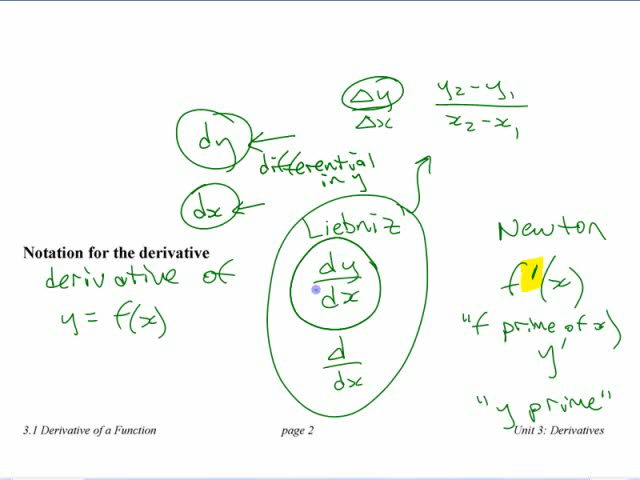 Δy
Δx
y₂ - y₁
x₂ - x₁
dy
differential
in y
dx
Liebniz
dy
dx
d
dx
Newton
f'(x)
"f prime of x)
y'
"y prime"
Notation for the derivative
derivative of
y = f(x)
3.1 Derivative of a Function
page 2
Unit 3: Derivatives